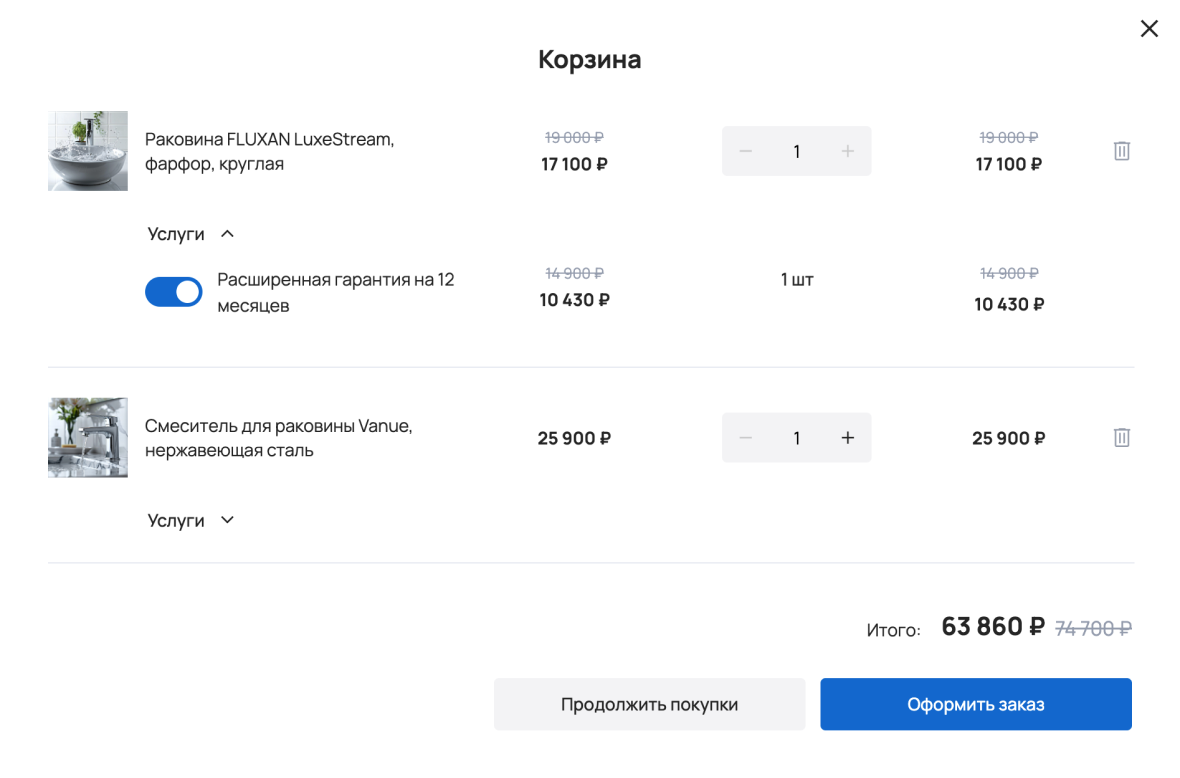 Корзина
Раковина FLUXAN LuxeStream,
фарфор, круглая
19 000 ₽
17 100 ₽
1
19 000 ₽
17 100 ₽
Услуги
Расширенная гарантия на 12
месяцев
14 900 ₽
10 430 ₽
1 шт
14 900 ₽
10 430 ₽
Смеситель для раковины Vanue,
нержавеющая сталь
25 900 ₽
1
25 900 ₽
Услуги
Итого: 63 860 ₽ 74 700 ₽
Продолжить покупки
Оформить заказ